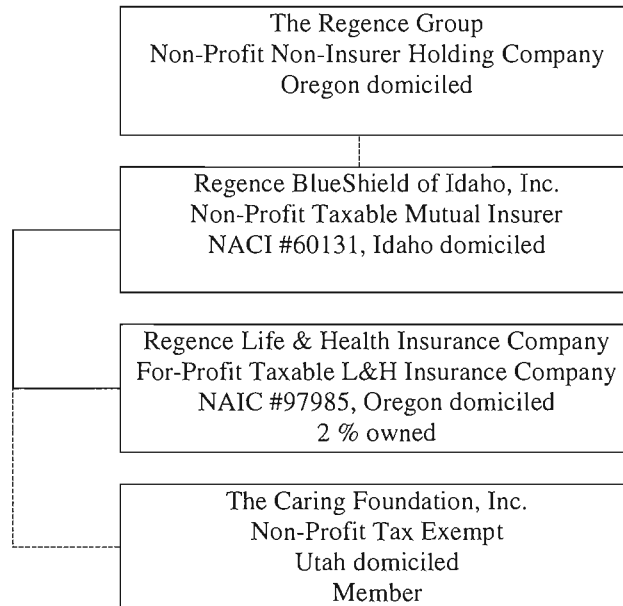 The Regence Group
Non-Profit Non-Insurer Holding Company
Oregon domiciled
Regence BlueShield of Idaho, Inc.
Non-Profit Taxable Mutual Insurer
NACI #60131, Idaho domiciled
Regence Life & Health Insurance Company
For-Profit Taxable L&H Insurance Company
NAIC #97985, Oregon domiciled
2 % owned
The Caring Foundation, Inc.
Non-Profit Tax Exempt
Utah domiciled
Member